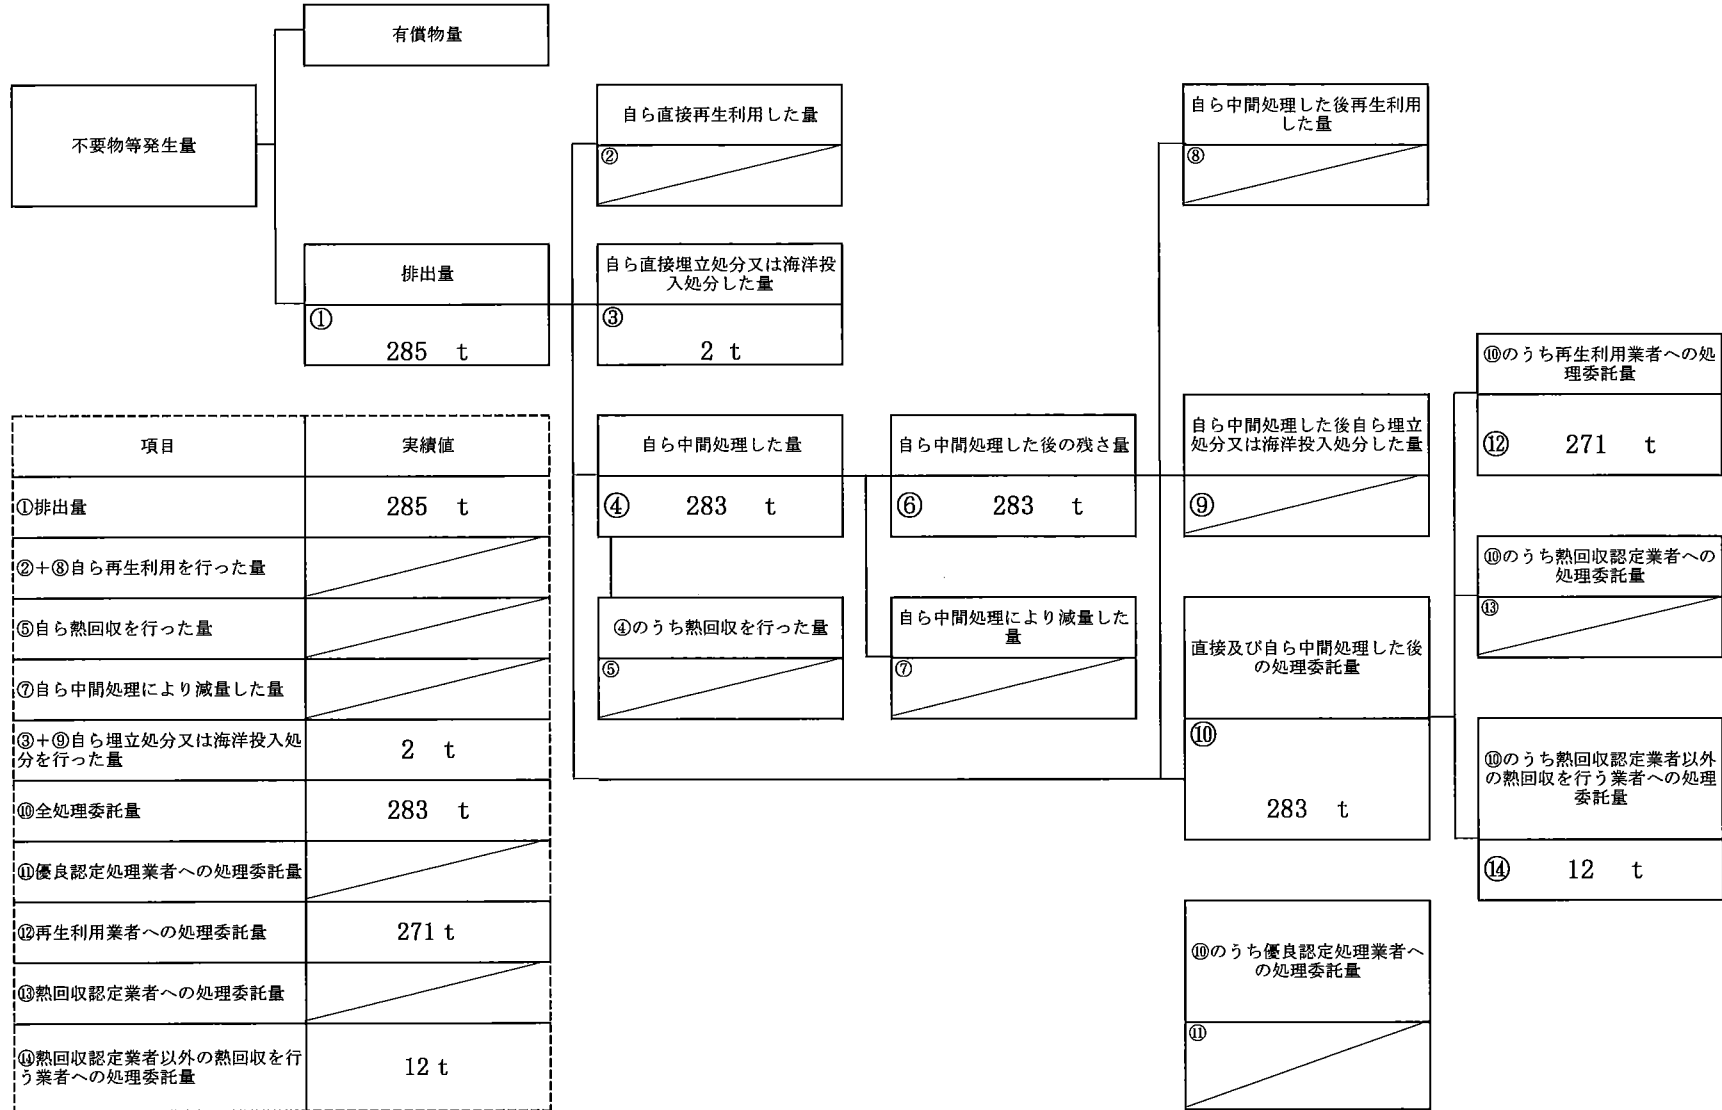 有償物量
不要物等発生量
自ら直接再生利用した量
②
自ら中間処理した後再生利用
した量
⑧
排出量
①
285 t
自ら直接埋立処分又は海洋投
入処分した量
③
2 t
⑩のうち再生利用業者への処
理委託量
⑫ 271 t
自ら中間処理した量
④ 283 t
自ら中間処理した後の残さ量
⑥ 283 t
自ら中間処理した後自ら埋立
処分又は海洋投入処分した量
⑨
⑩のうち熱回収認定業者への
処理委託量
⑬
④のうち熱回収を行った量
⑤
自ら中間処理により減量した
量
⑦
直接及び自ら中間処理した後
の処理委託量
⑩
283 t
⑩のうち熱回収認定業者以外
の熱回収を行う業者への処理
委託量
⑭ 12 t
⑩のうち優良認定処理業者へ
の処理委託量
⑪
項目 実績値
①排出量 285 t
②+⑧自ら再生利用を行った量
⑤自ら熱回収を行った量
⑦自ら中間処理により減量した量
③+⑨自ら埋立処分又は海洋投入処
分を行った量 2 t
⑩全処理委託量 283 t
⑪優良認定処理業者への処理委託量
⑫再生利用業者への処理委託量 271 t
⑬熱回収認定業者への処理委託量
⑭熱回収認定業者以外の熱回収を行
う業者への処理委託量 12 t